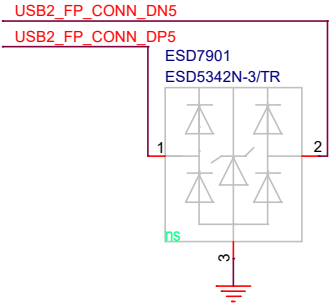 USB2_FP_CONN_DN5
USB2_FP_CONN_DP5
ESD7901
ESD5342N-3/TR
1
2
ns
3